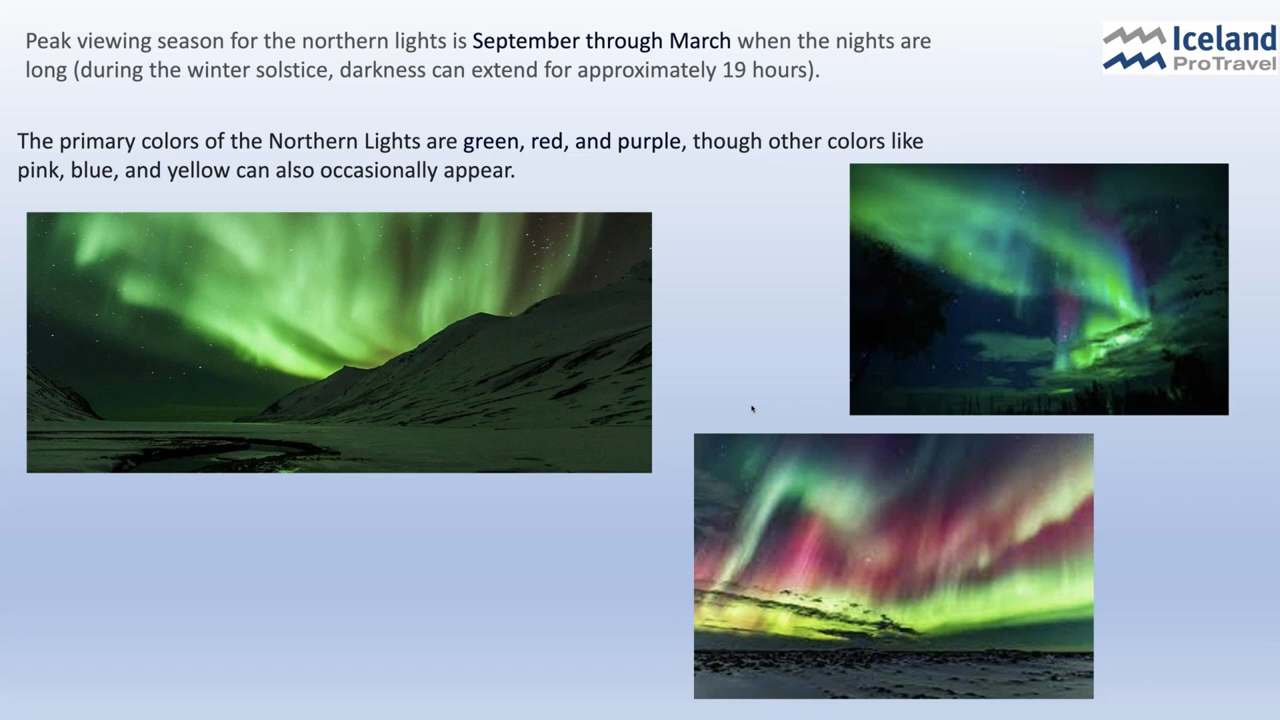 Peak viewing season for the northern lights is September through March when the nights are
long (during the winter solstice, darkness can extend for approximately 19 hours).
Iceland
ProTravel
The primary colors of the Northern Lights are green, red, and purple, though other colors like
pink, blue, and yellow can also occasionally appear.